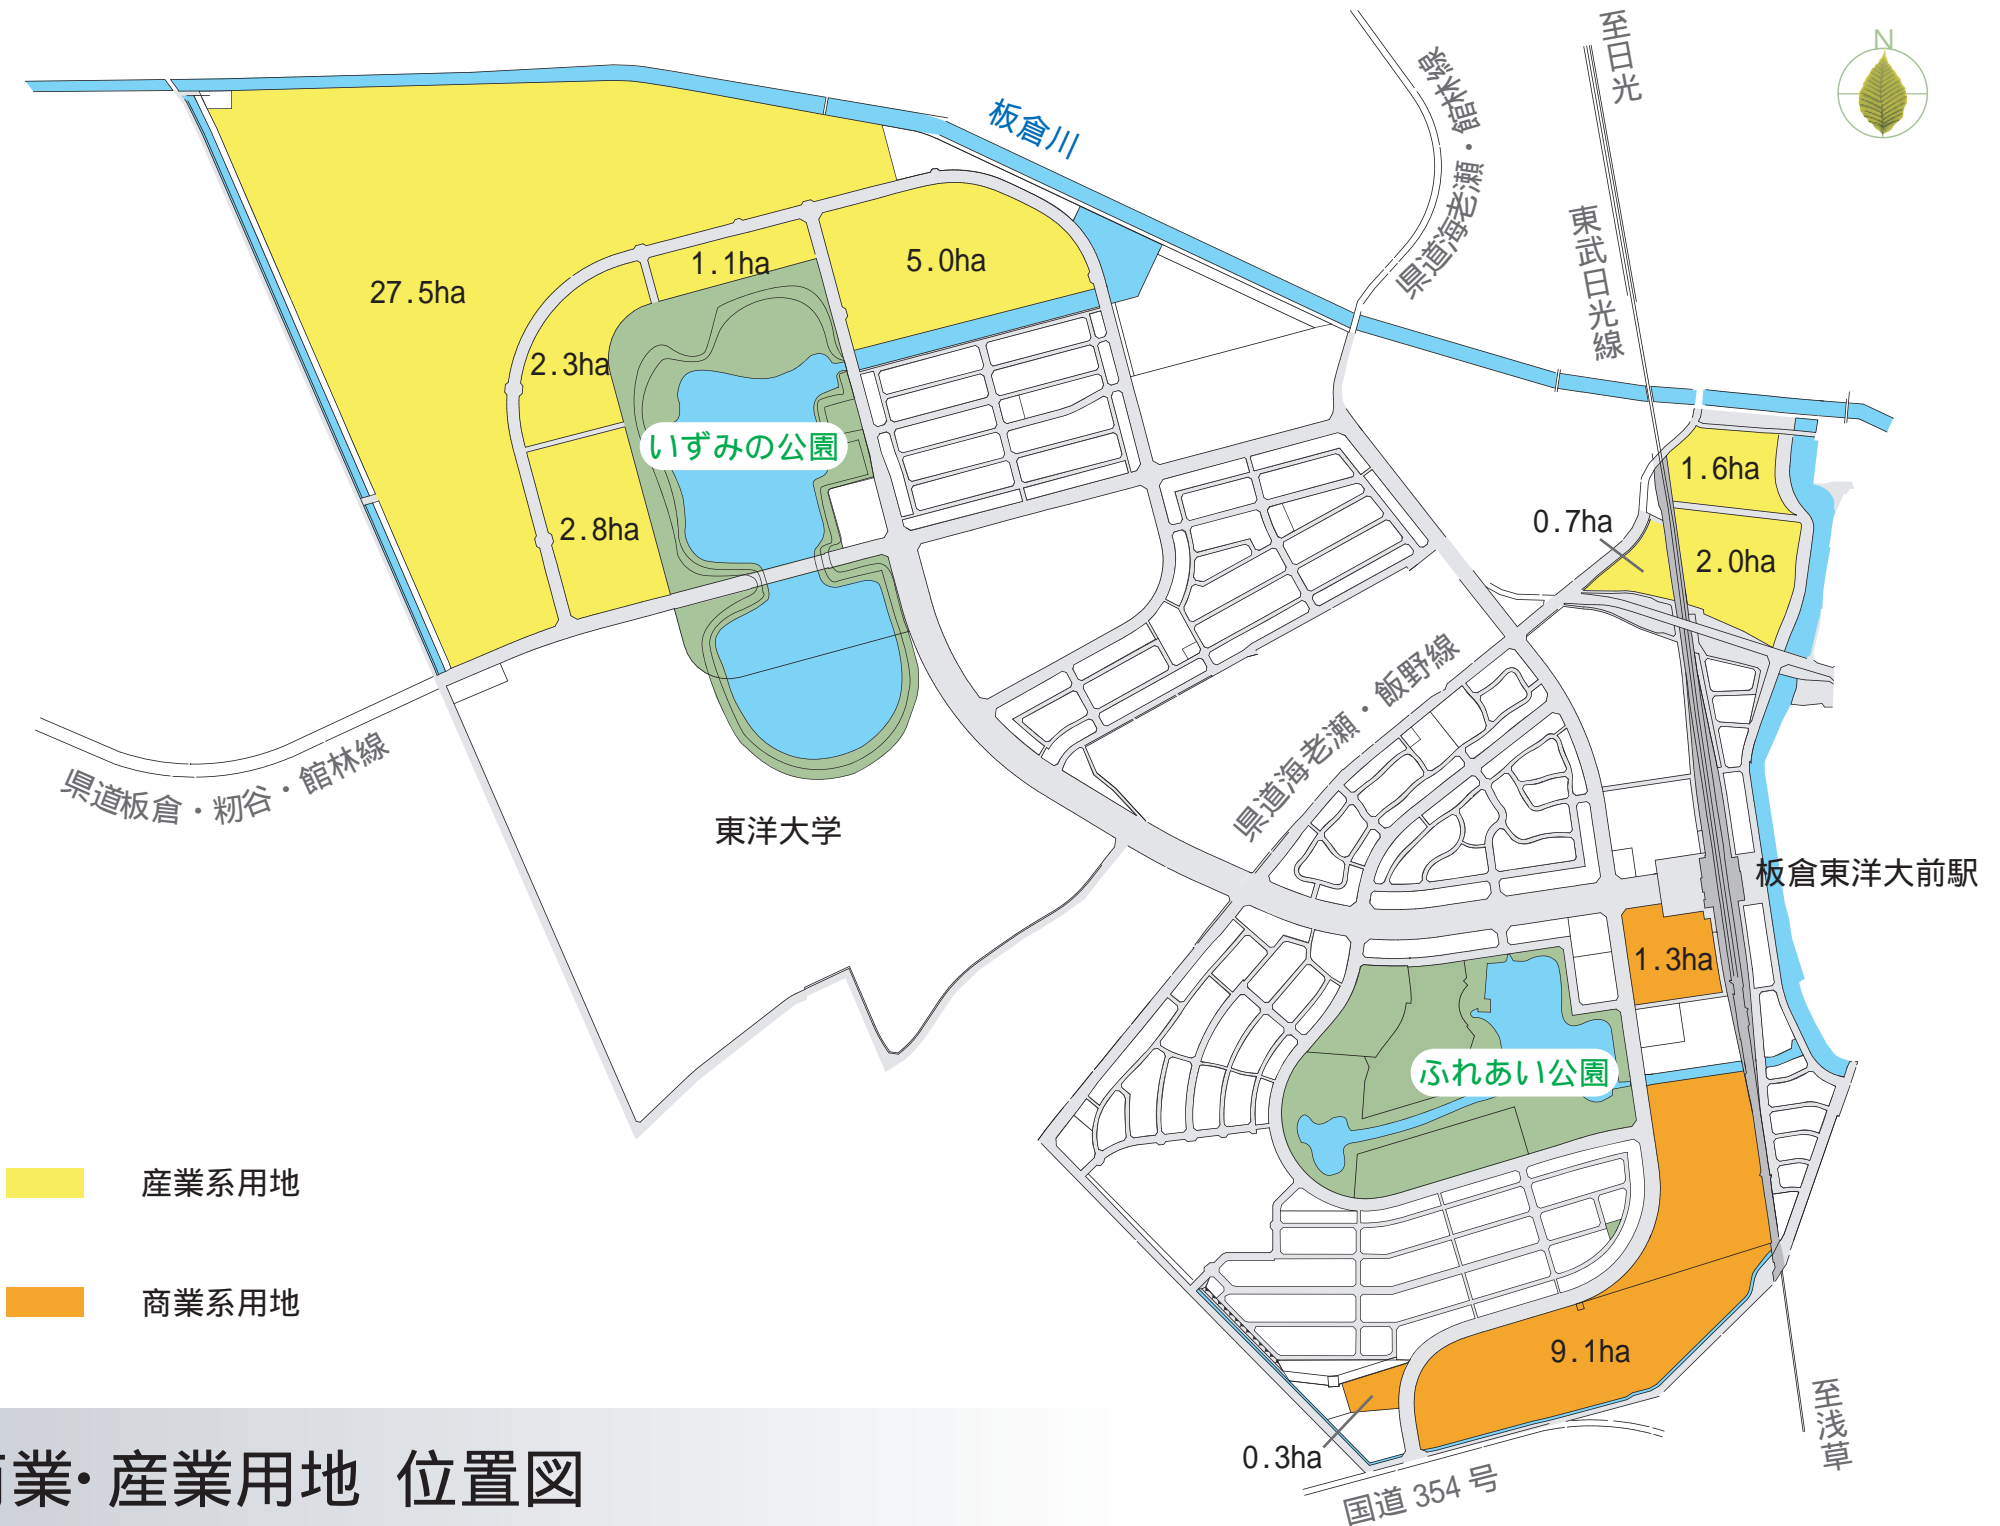 N
至日光
県道海老瀬・館林線
板倉川
東武日光線
27.5ha
1.1ha
5.0ha
2.3ha
いずみの公園
2.8ha
1.6ha
0.7ha
2.0ha
県道海老瀬・飯野線
県道板倉・籾谷・館林線
東洋大学
板倉東洋大前駅
1.3ha
ふれあい公園
産業系用地
商業系用地
9.1ha
0.3ha
至浅草
国道 354 号
商業・産業用地 位置図